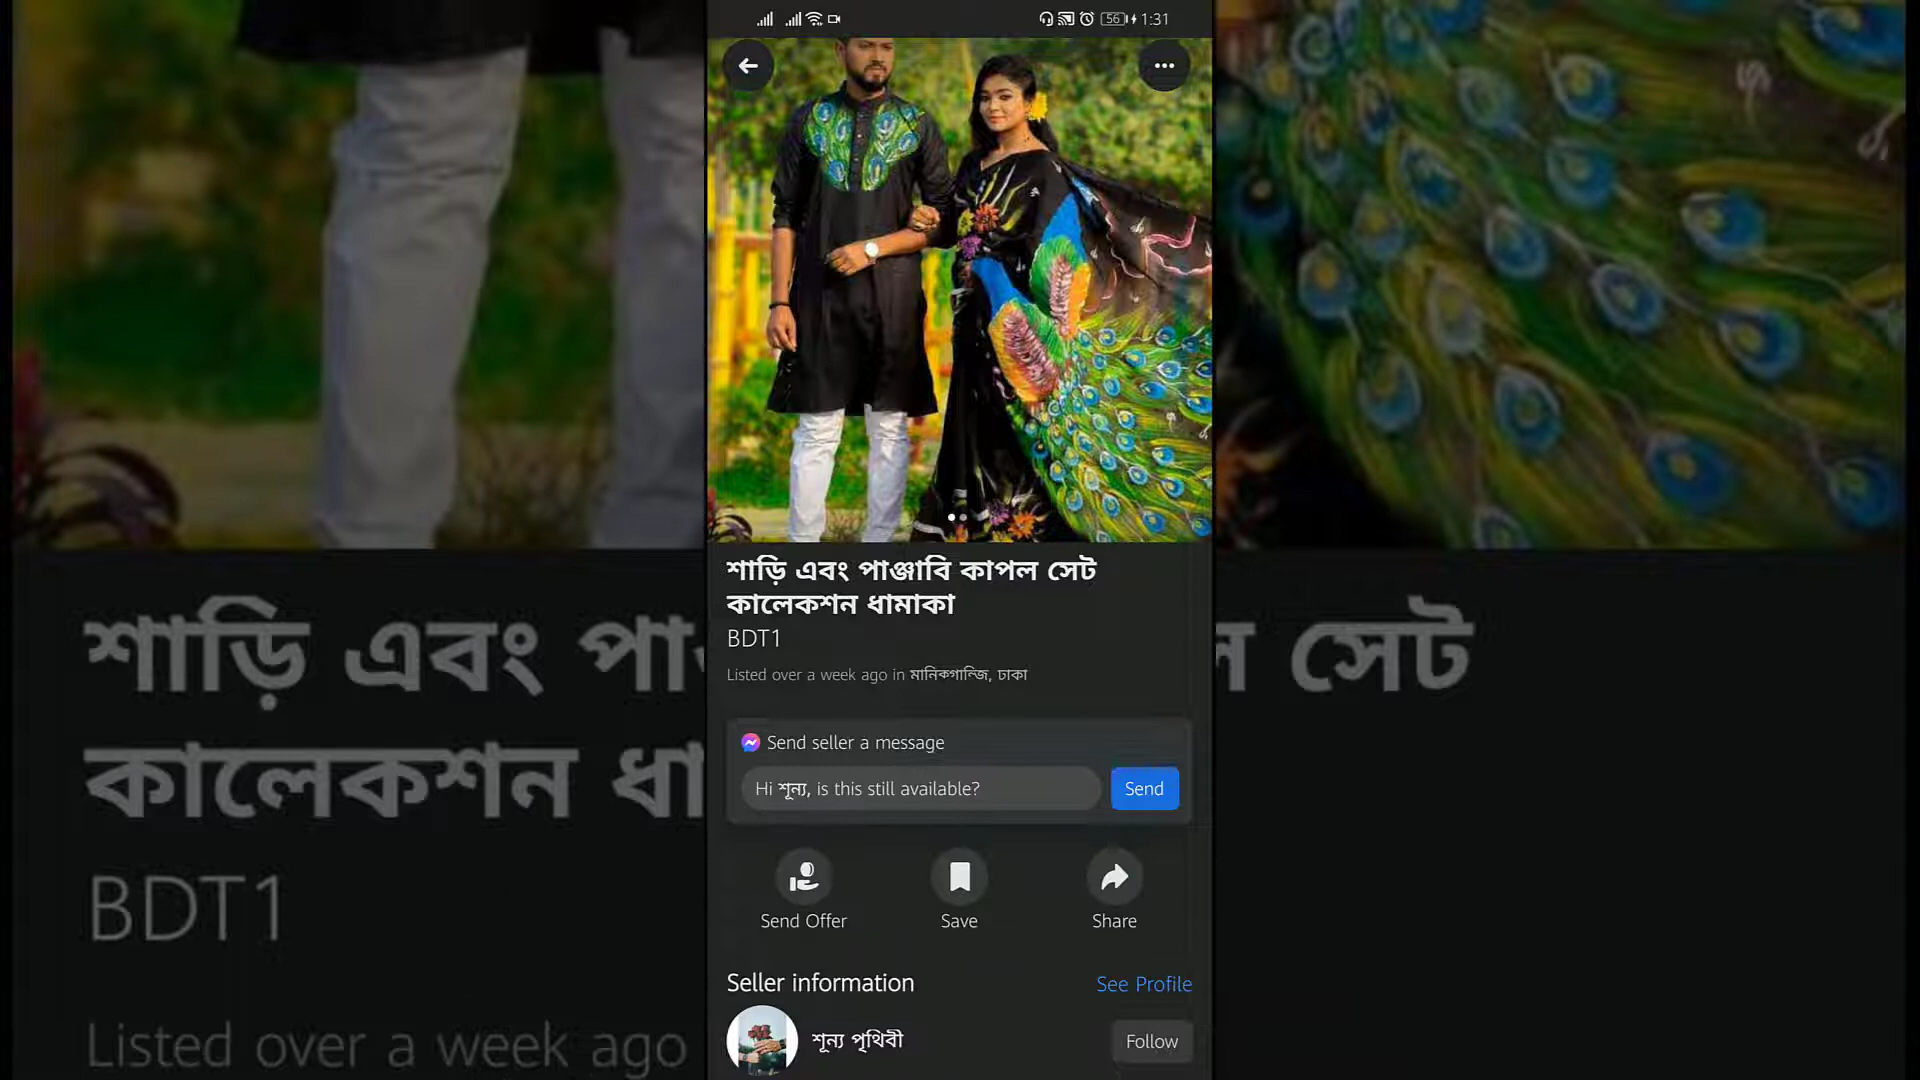 56 1:31
শাড়ি এবং পাঞ্জাবি কাপল সেট
কালেকশন ধামাকা
BDT1
Listed over a week ago in মানিকগান্জি, ঢাকা
Send seller a message
Hi শূন্য, is this still available?
Send
Send Offer
Save
Share
Seller information
See Profile
শূন্য পৃথিবী
Follow
শাড়ি এবং পা
ল সেট
কালেকশন ধা
BDT1
Listed over a week ago